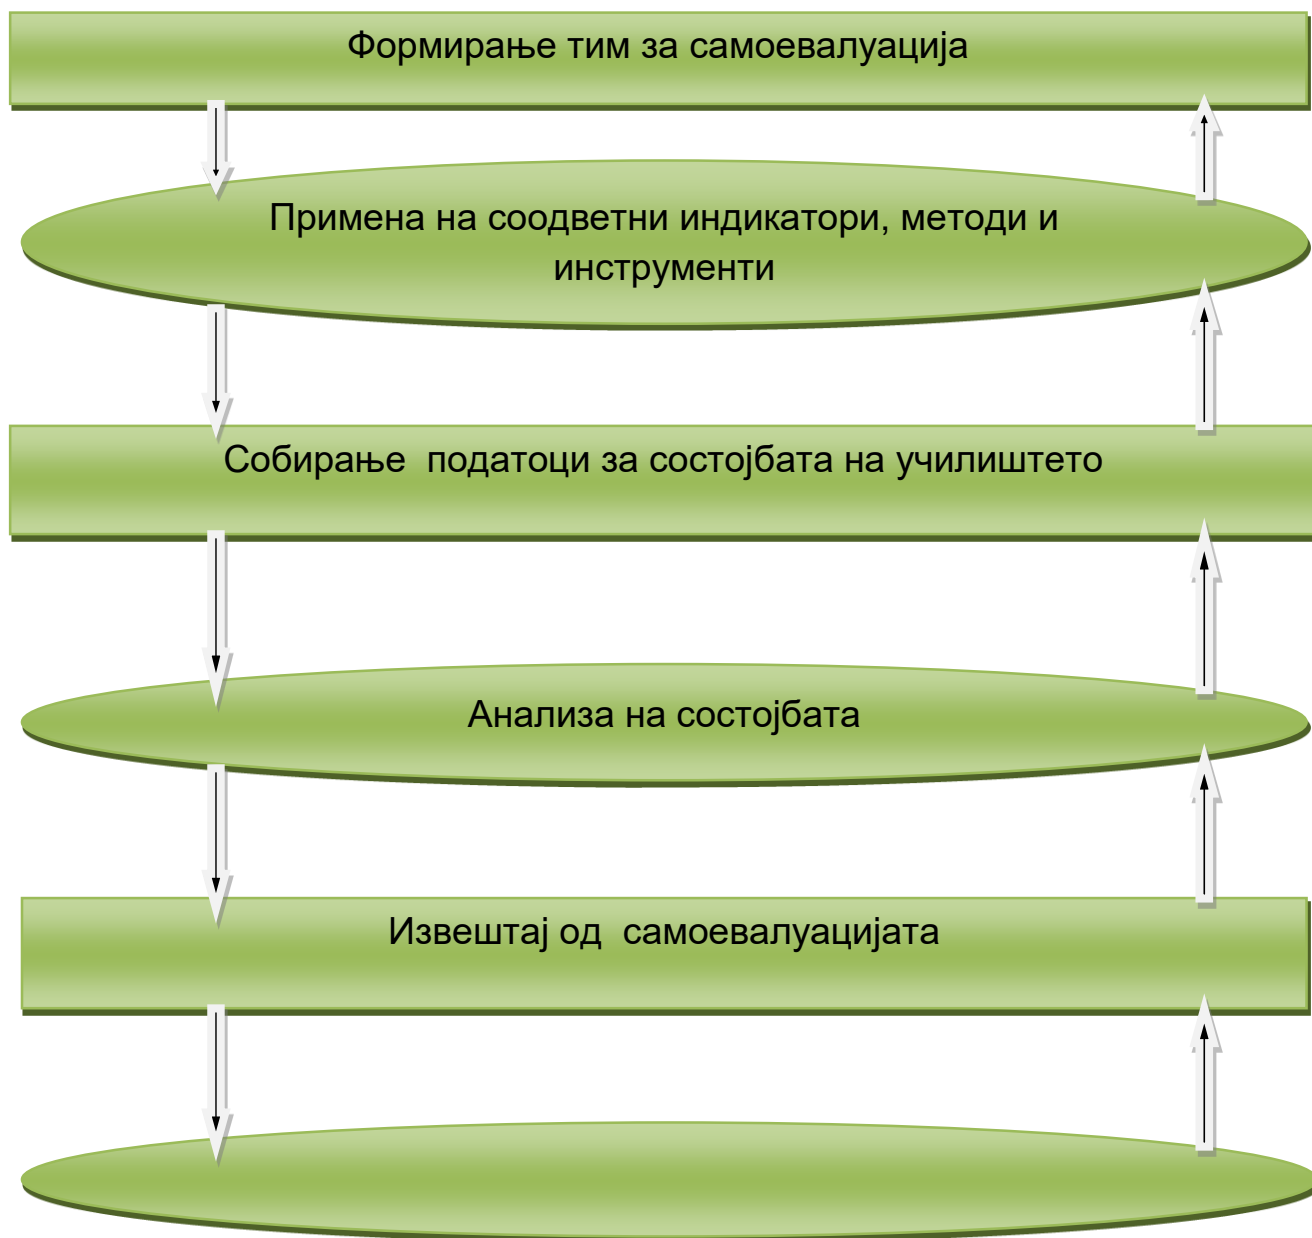 Формирање тим за самоевалуација
Примена на соодветни индикатори, методи и
инструменти
Собирање  податоци за состојбата на училиштето
Анализа на состојбата
Извештај од  самоевалуацијата